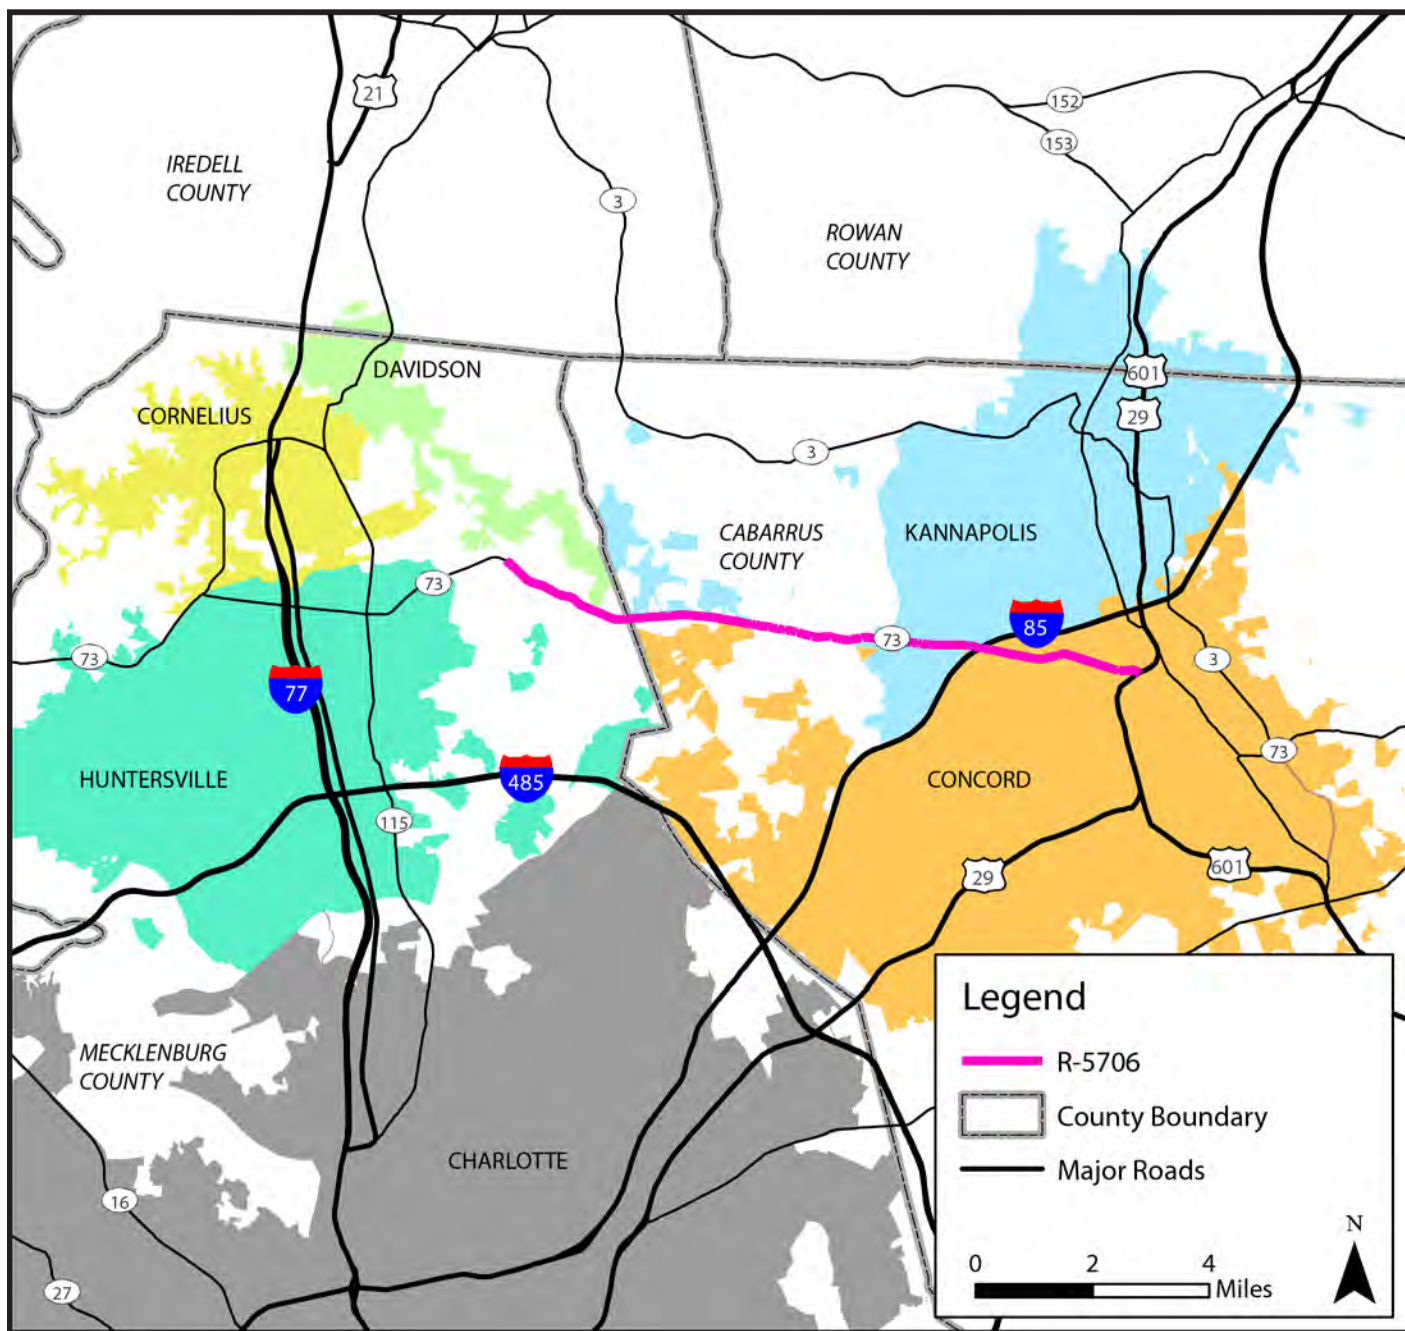 21
152
153
IREDELL
COUNTY
3
ROWAN
COUNTY
DAVIDSON
601
CORNELIUS
29
3
CABARRUS
COUNTY
KANNAPOLIS
73
85
73
73
3
77
HUNTERSVILLE
485
CONCORD
73
115
29
601
MECKLENBURG
COUNTY
CHARLOTTE
16
27
Legend
R-5706
County Boundary
Major Roads
N
0 2 4
Miles